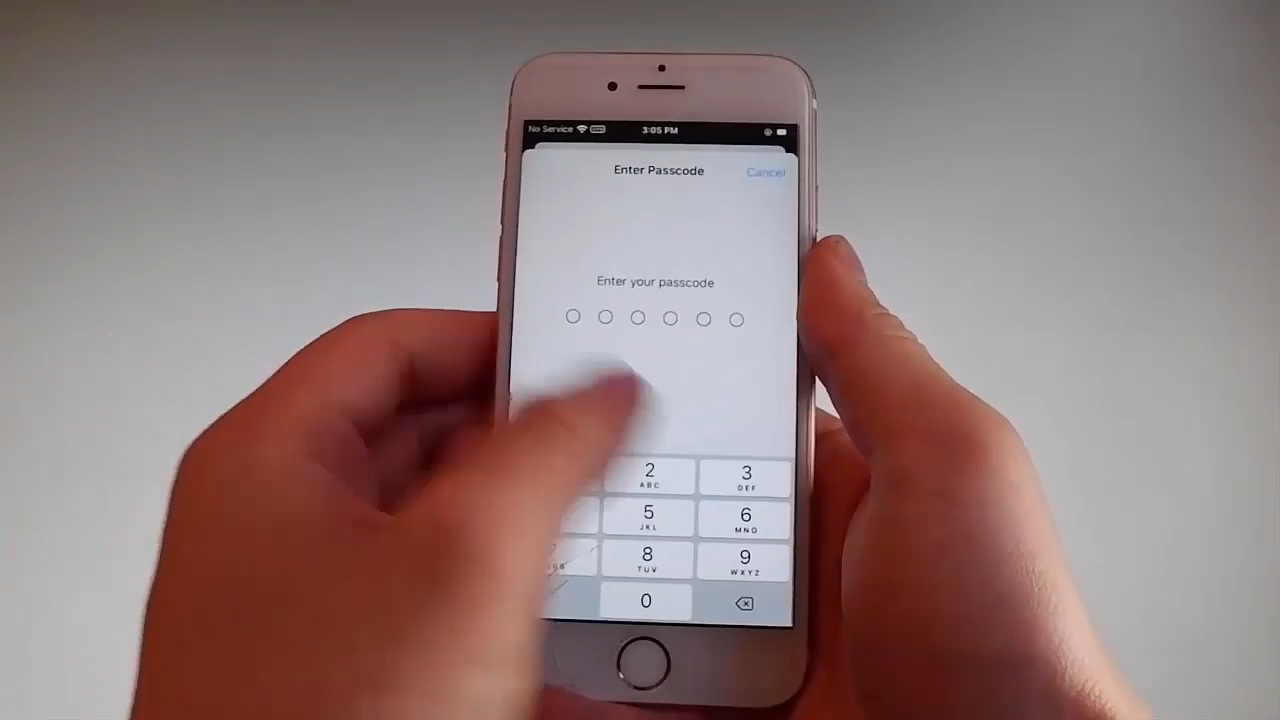 No Service 3:05 PM
Enter Passcode Cancel
Enter your passcode
2 3
ABC DEF
5 6
JKL MNO
8 9
TUV WXYZ
0